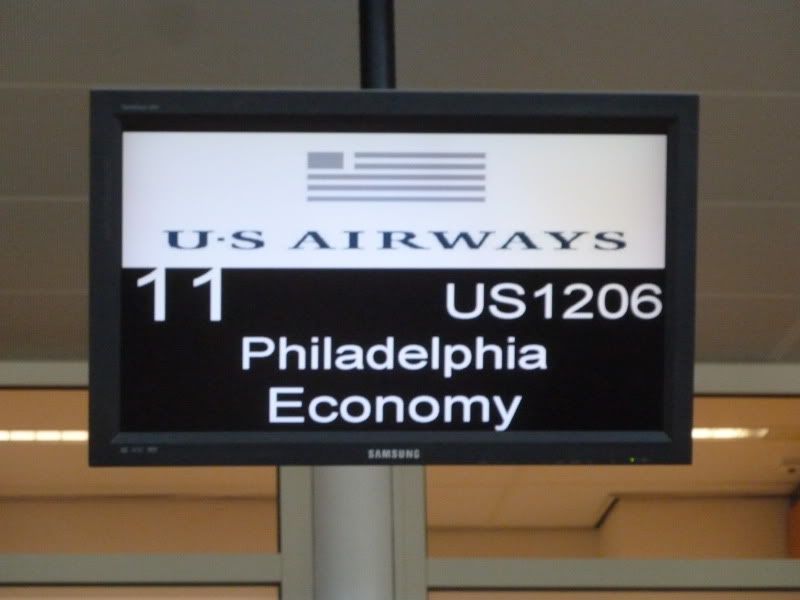 U·S AIRWAYS
11 US1206
Philadelphia
Economy
SAMSUNG